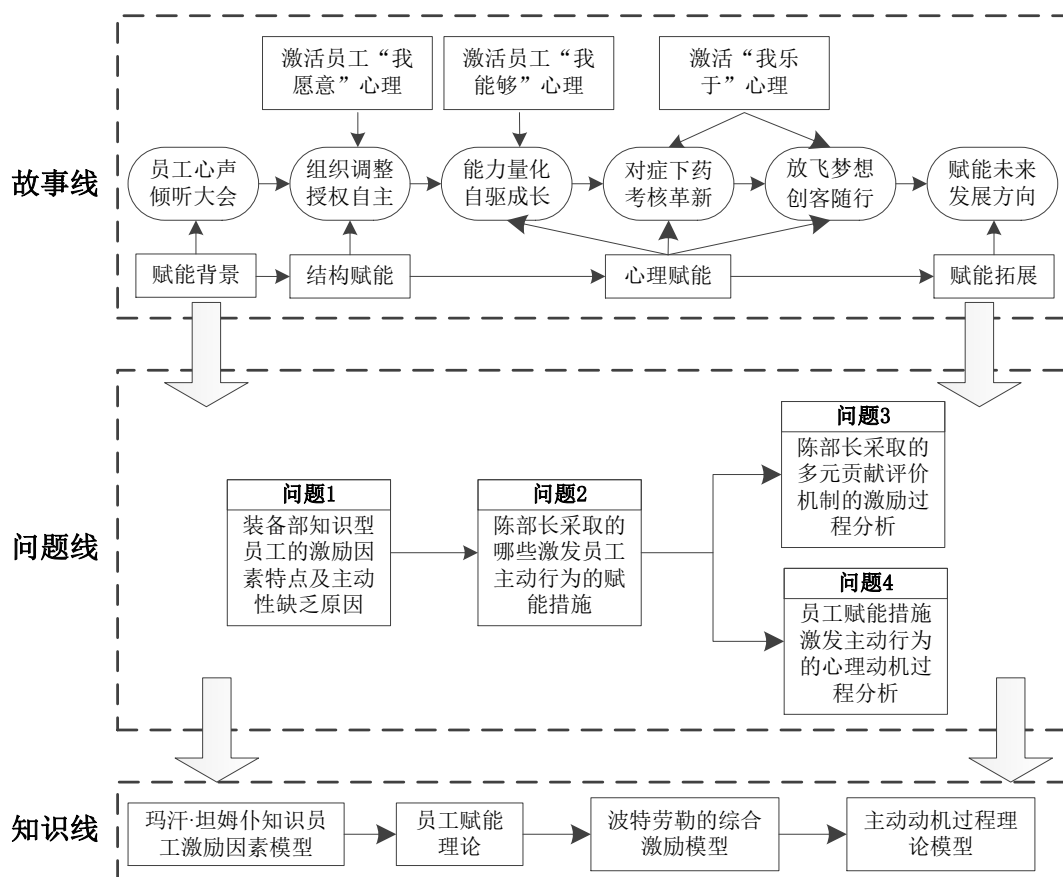 激活员工“我
愿意”心理
激活员工“我
能够”心理
激活“我乐
于”心理
故事线
员工心声
倾听大会
组织调整
授权自主
能力量化
自驱成长
对症下药
考核革新
放飞梦想
创客随行
赋能未来
发展方向
赋能背景
结构赋能
心理赋能
赋能拓展
问题线
问题1
装备部知识型
员工的激励因
素特点及主动
性缺乏原因
问题2
陈部长采取的
哪些激发员工
主动行为的赋
能措施
问题3
陈部长采取的
多元贡献评价
机制的激励过
程分析
问题4
员工赋能措施
激发主动行为
的心理动机过
程分析
知识线
玛汗·坦姆仆知识员
工激励因素模型
员工赋能
理论
波特劳勒的综合
激励模型
主动动机过程理
论模型